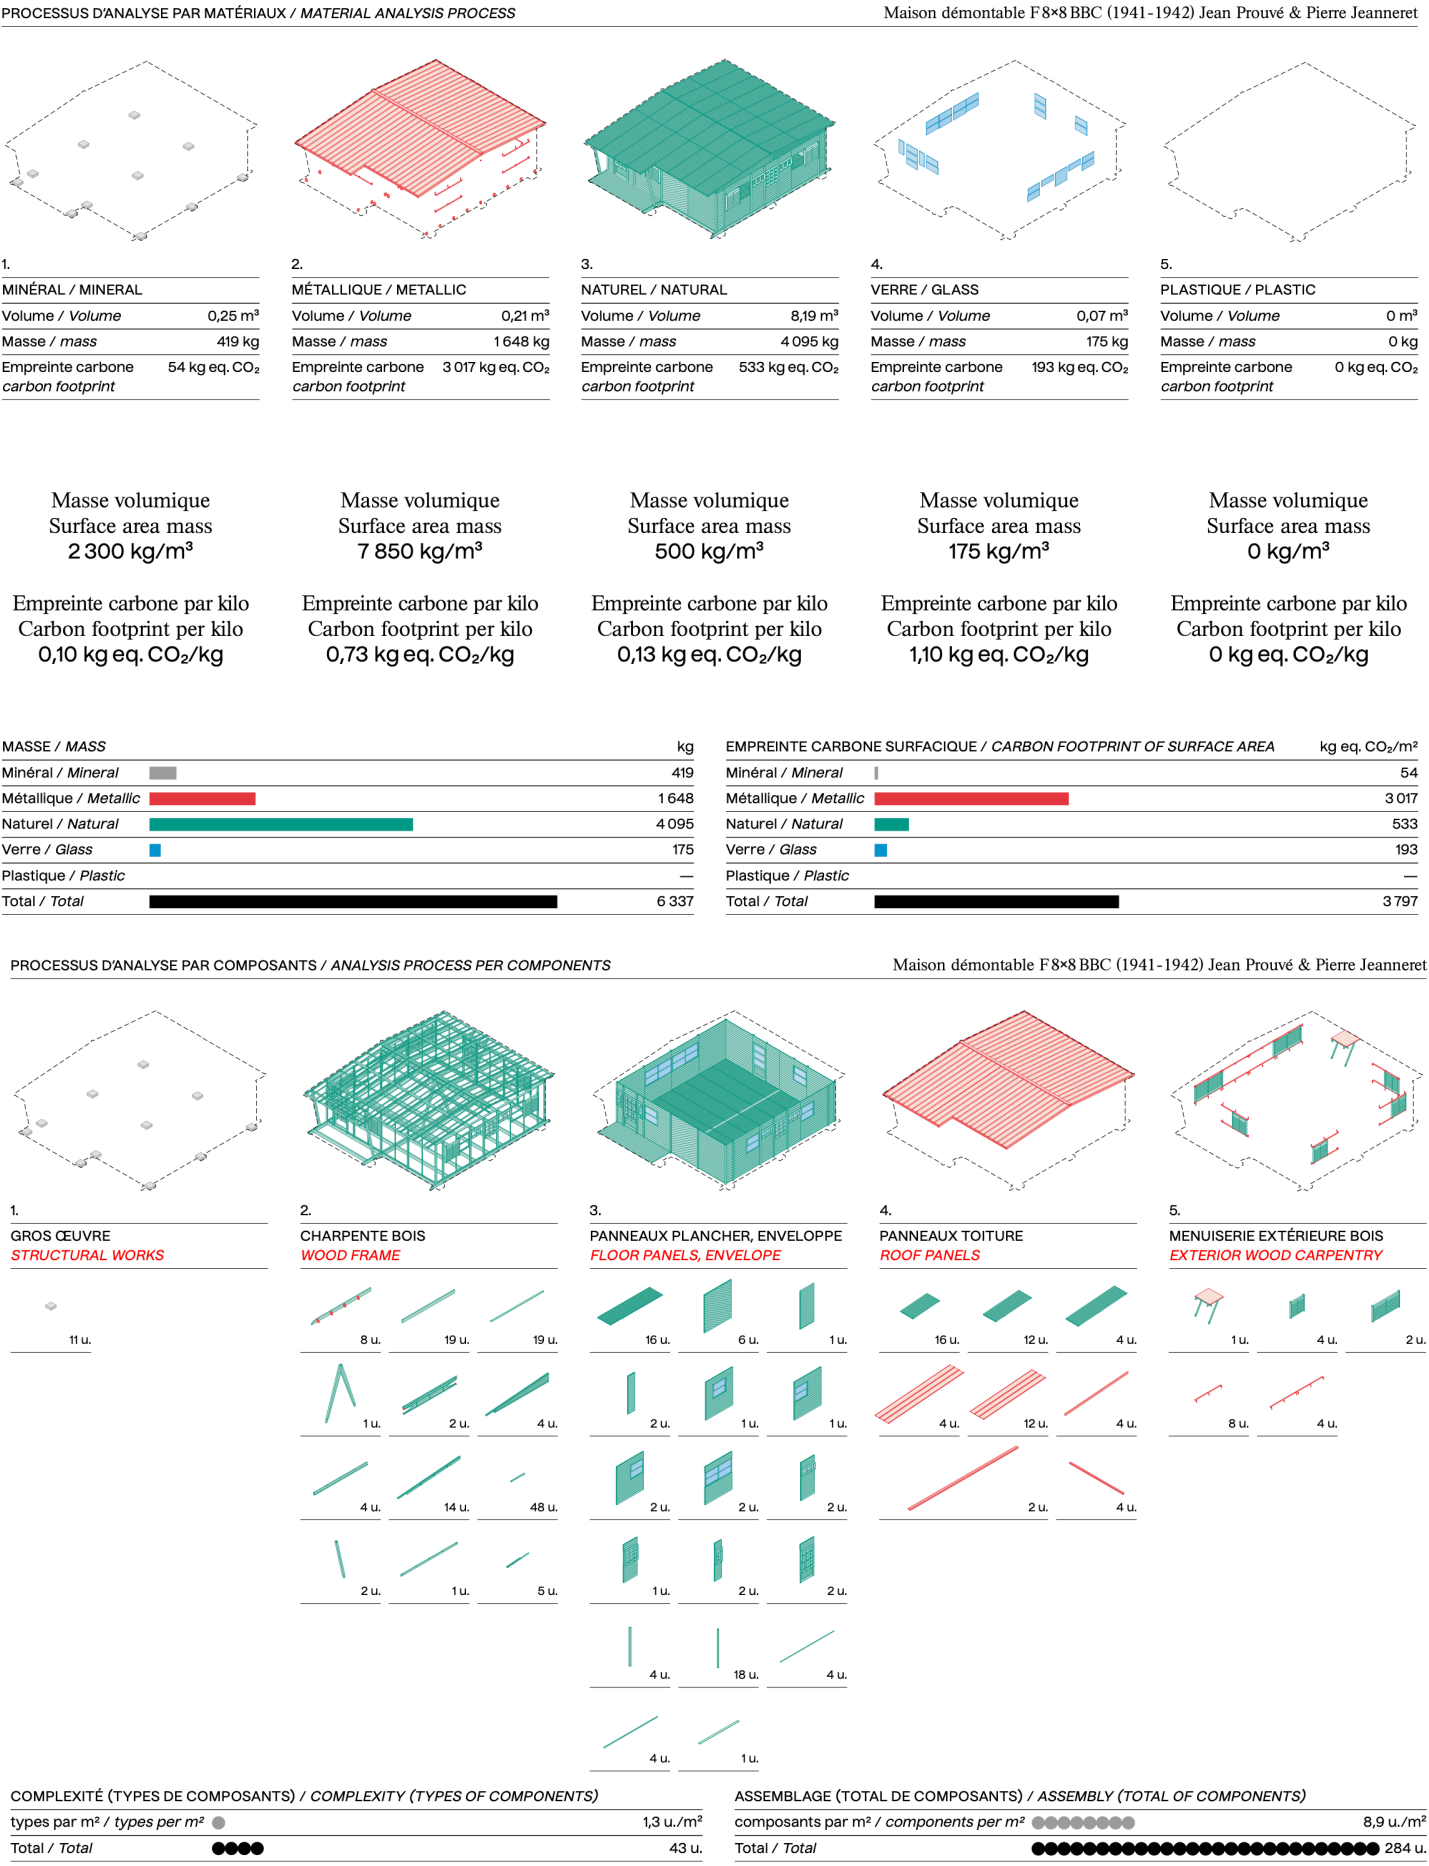 PROCESSUS D'ANALYSE PAR MATÉRIAUX / MATERIAL ANALYSIS PROCESS
Maison démontable F 8×8 BBC (1941-1942) Jean Prouvé & Pierre Jeanneret
1.
MINÉRAL / MINERAL
Volume / Volume 0,25 m³
Masse / mass 419 kg
Empreinte carbone 54 kg eq. CO₂
carbon footprint
2.
MÉTALLIQUE / METALLIC
Volume / Volume 0,21 m³
Masse / mass 1 648 kg
Empreinte carbone 3 017 kg eq. CO₂
carbon footprint
3.
NATUREL / NATURAL
Volume / Volume 8,19 m³
Masse / mass 4 095 kg
Empreinte carbone 533 kg eq. CO₂
carbon footprint
4.
VERRE / GLASS
Volume / Volume 0,07 m³
Masse / mass 175 kg
Empreinte carbone 193 kg eq. CO₂
carbon footprint
5.
PLASTIQUE / PLASTIC
Volume / Volume 0 m³
Masse / mass 0 kg
Empreinte carbone 0 kg eq. CO₂
carbon footprint
Masse volumique
Surface area mass
2 300 kg/m³
Empreinte carbone par kilo
Carbon footprint per kilo
0,10 kg eq. CO₂/kg
Masse volumique
Surface area mass
7 850 kg/m³
Empreinte carbone par kilo
Carbon footprint per kilo
0,73 kg eq. CO₂/kg
Masse volumique
Surface area mass
500 kg/m³
Empreinte carbone par kilo
Carbon footprint per kilo
0,13 kg eq. CO₂/kg
Masse volumique
Surface area mass
175 kg/m³
Empreinte carbone par kilo
Carbon footprint per kilo
1,10 kg eq. CO₂/kg
Masse volumique
Surface area mass
0 kg/m³
Empreinte carbone par kilo
Carbon footprint per kilo
0 kg eq. CO₂/kg
MASSE / MASS kg
Minéral / Mineral 419
Métallique / Metallic 1 648
Naturel / Natural 4 095
Verre / Glass 175
Plastique / Plastic —
Total / Total 6 337
EMPREINTE CARBONE SURFACIQUE / CARBON FOOTPRINT OF SURFACE AREA kg eq. CO₂/m²
Minéral / Mineral 54
Métallique / Metallic 3 017
Naturel / Natural 533
Verre / Glass 193
Plastique / Plastic —
Total / Total 3 797
PROCESSUS D'ANALYSE PAR COMPOSANTS / ANALYSIS PROCESS PER COMPONENTS
Maison démontable F 8×8 BBC (1941-1942) Jean Prouvé & Pierre Jeanneret
1.
GROS ŒUVRE
STRUCTURAL WORKS
11 u.
2.
CHARPENTE BOIS
WOOD FRAME
8 u. 19 u. 19 u.
1 u. 2 u. 4 u.
4 u. 14 u. 48 u.
2 u. 1 u. 5 u.
3.
PANNEAUX PLANCHER, ENVELOPPE
FLOOR PANELS, ENVELOPE
16 u. 6 u. 1 u.
2 u. 1 u. 1 u.
2 u. 2 u. 2 u.
1 u. 2 u. 2 u.
4 u. 18 u. 4 u.
4 u. 1 u.
4.
PANNEAUX TOITURE
ROOF PANELS
16 u. 12 u. 4 u.
4 u. 12 u. 4 u.
2 u. 4 u.
5.
MENUISERIE EXTÉRIEURE BOIS
EXTERIOR WOOD CARPENTRY
1 u. 4 u. 2 u.
8 u. 4 u.
COMPLEXITÉ (TYPES DE COMPOSANTS) / COMPLEXITY (TYPES OF COMPONENTS)
types par m² / types per m² 1,3 u./m²
Total / Total 43 u.
ASSEMBLAGE (TOTAL DE COMPOSANTS) / ASSEMBLY (TOTAL OF COMPONENTS)
composants par m² / components per m² 8,9 u./m²
Total / Total 284 u.